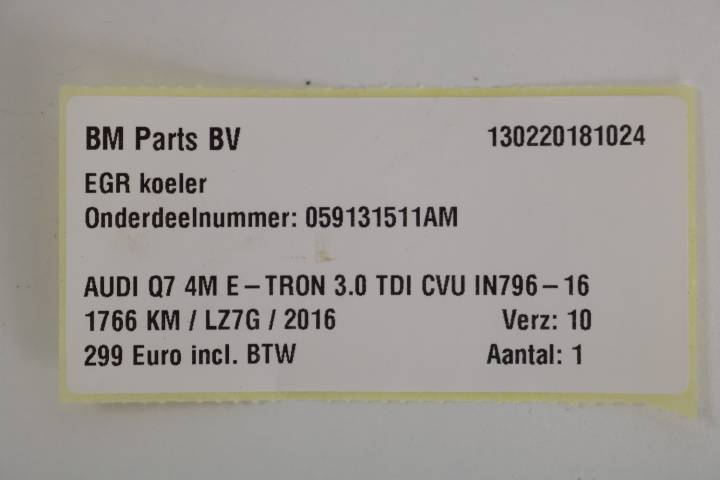 BM Parts BV 130220181024
EGR koeler
Onderdeelnummer: 059131511AM
AUDI Q7 4M E-TRON 3.0 TDI CVU IN796-16
1766 KM / LZ7G / 2016 Verz: 10
299 Euro incl. BTW Aantal: 1